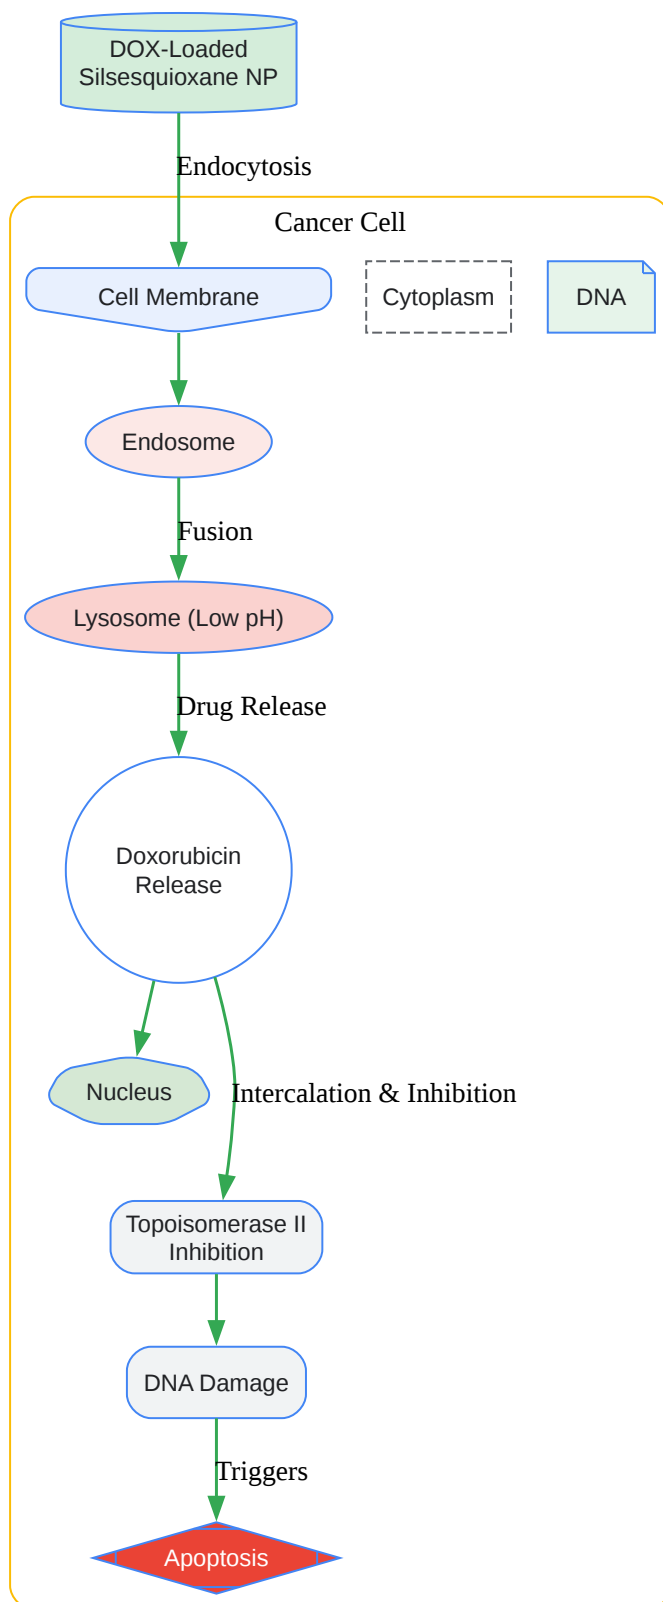 DOX-Loaded
Silsesquioxane NP
Endocytosis
Cancer Cell
Cell Membrane
Cytoplasm
DNA
Endosome
Fusion
Lysosome (Low pH)
Drug Release
Doxorubicin
Release
Nucleus
Intercalation & Inhibition
Topoisomerase II
Inhibition
DNA Damage
Triggers
Apoptosis